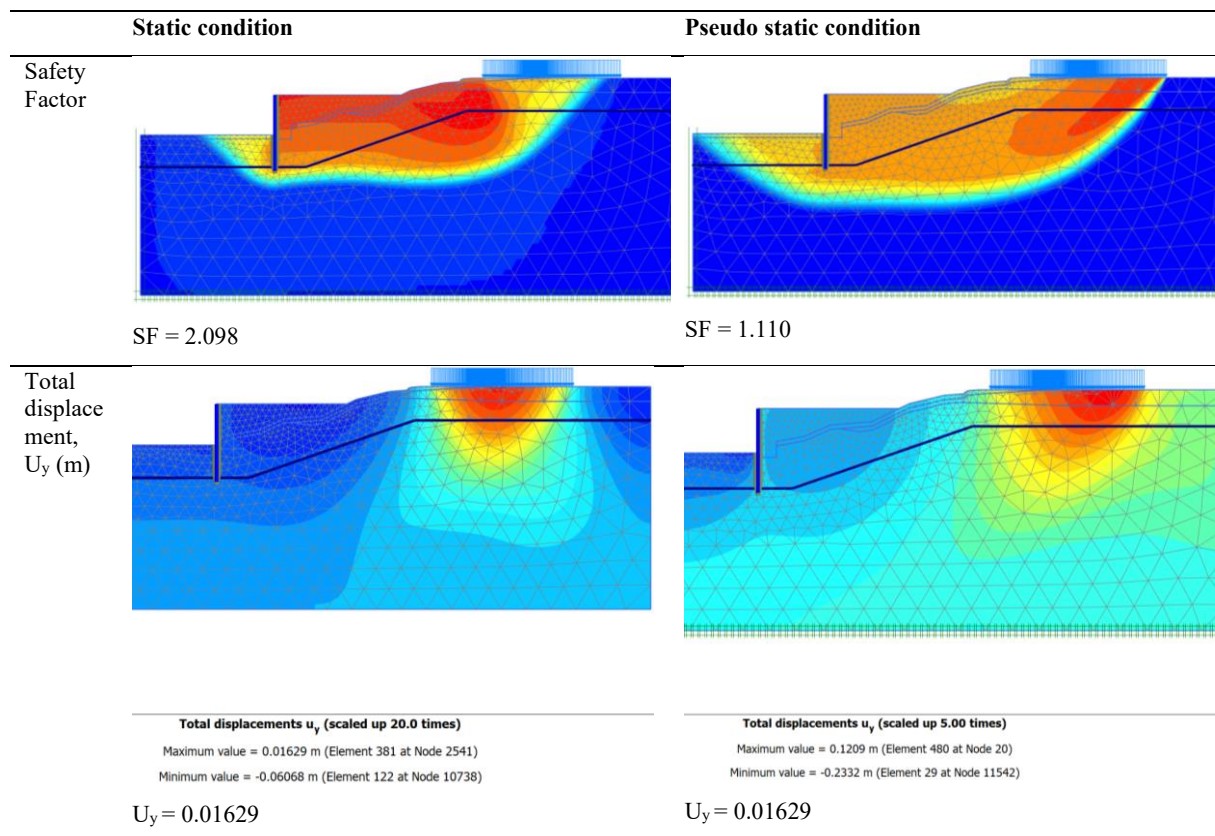 Static condition
Pseudo static condition
Safety
Factor
SF = 2.098
SF = 1.110
Total
displace
ment,
Uy (m)
Total displacements uy (scaled up 20.0 times)
Maximum value = 0.01629 m (Element 381 at Node 2541)
Minimum value = -0.06068 m (Element 122 at Node 10738)
Uy = 0.01629
Total displacements uy (scaled up 5.00 times)
Maximum value = 0.1209 m (Element 480 at Node 20)
Minimum value = -0.2332 m (Element 29 at Node 11542)
Uy = 0.01629